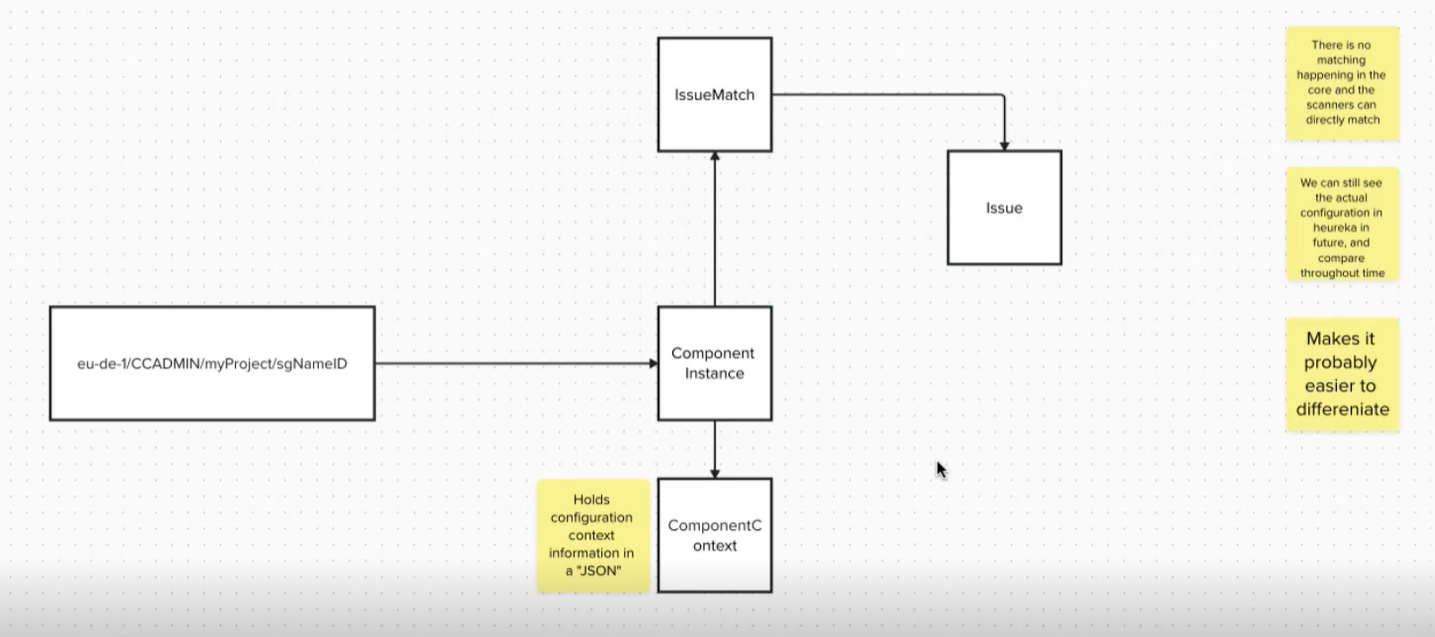 IssueMatch
There is no
matching
happening in the
core and the
scanners can
directly match
Issue
We can still see
the actual
configuration in
heureka in
future, and
compare
throughout time
eu-de-1/CCADMIN/myProject/sgNameID
Component
Instance
Makes it
probably
easier to
differeniate
Holds
configuration
context
information in
a "JSON"
ComponentC
ontext